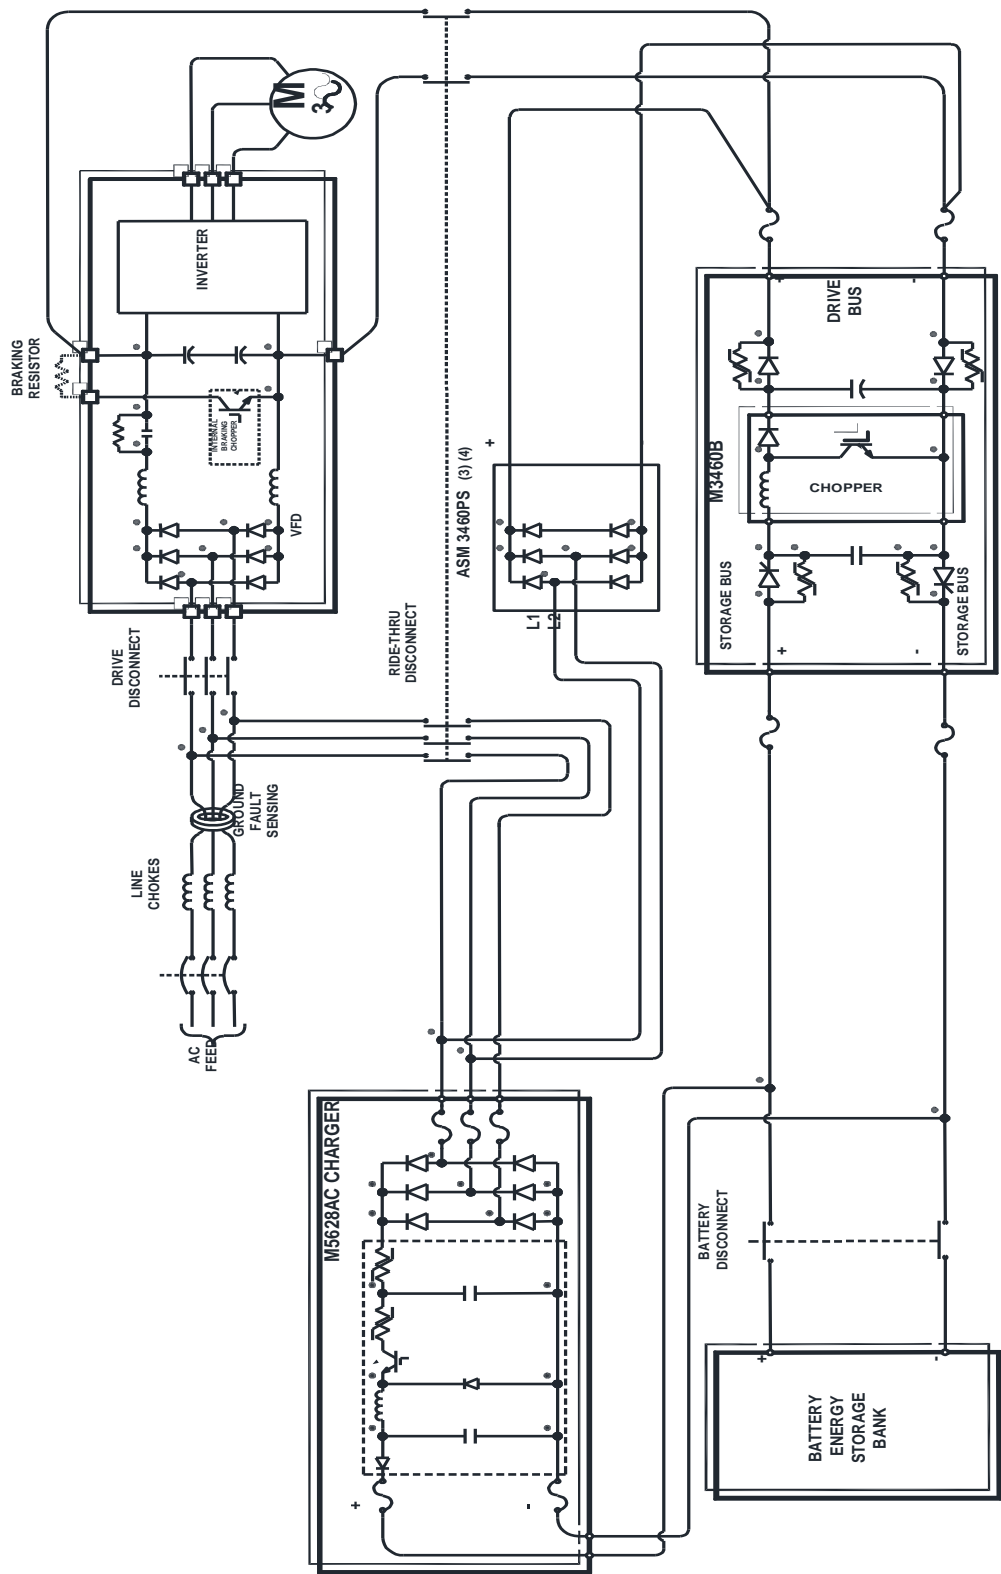 M
3
INVERTER
BRAKING
RESISTOR
INTERNAL
BRAKING
CHOPPER
VFD
DRIVE
DISCONNECT
GROUND
FAULT
SENSING
LINE
CHOKES
AC
FEED
RIDE-THRU
DISCONNECT
ASM 3460PS (3) (4)
+
L1
L2
+
-
DRIVE
BUS
M3460B
CHOPPER
STORAGE BUS
STORAGE BUS
+
-
M5628AC CHARGER
+
-
BATTERY
DISCONNECT
+
-
BATTERY
ENERGY
STORAGE
BANK